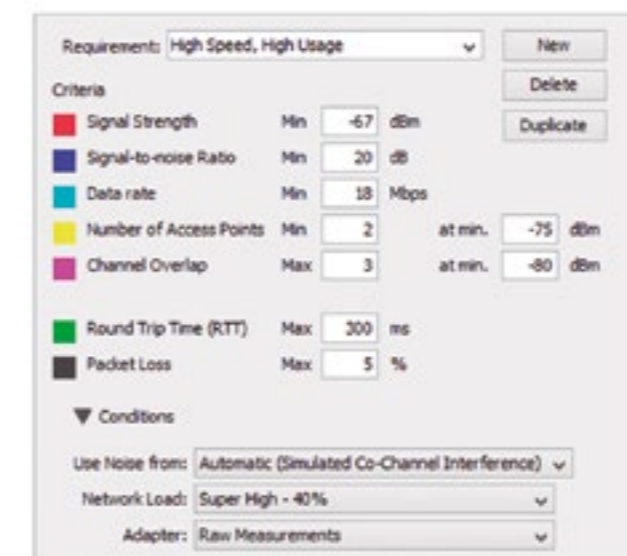 Requirement: High Speed, High Usage New
Criteria Delete
Signal Strength Min -67 dBm Duplicate
Signal-to-noise Ratio Min 20 dB
Data rate Min 18 Mbps
Number of Access Points Min 2 at min. -75 dBm
Channel Overlap Max 3 at min. -80 dBm
Round Trip Time (RTT) Max 300 ms
Packet Loss Max 5 %
Conditions
Use Noise from: Automatic (Simulated Co-Channel Interference)
Network Load: Super High - 40%
Adapter: Raw Measurements